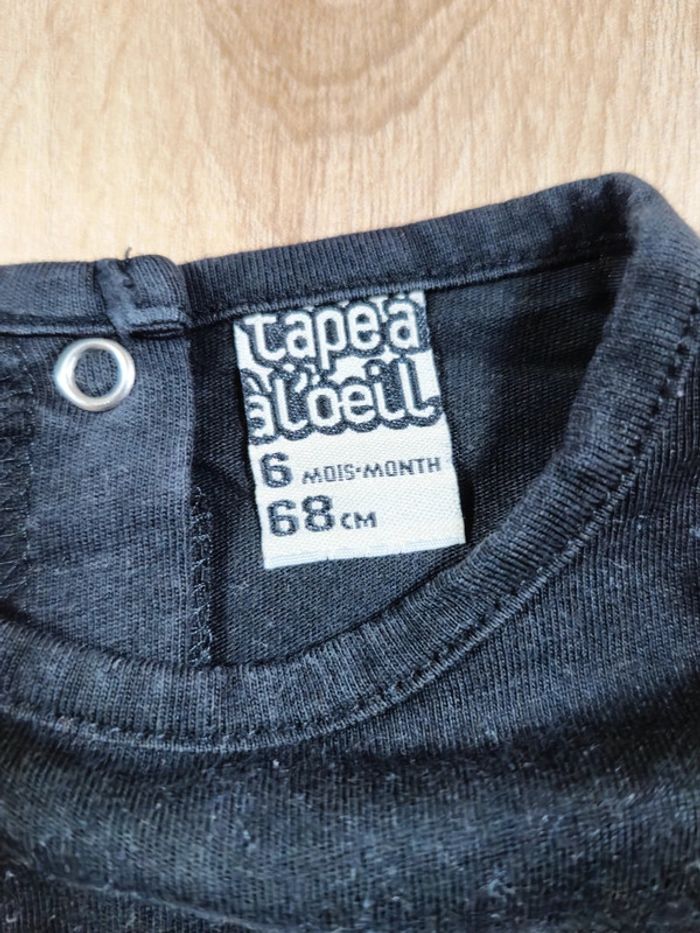 tape à
à l'oeil
6 MOIS-MONTH
68 CM